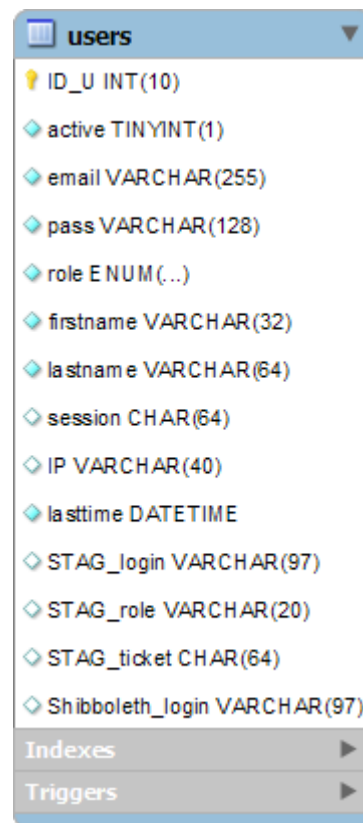 users
ID_U INT(10)
active TINYINT(1)
email VARCHAR(255)
pass VARCHAR(128)
role ENUM(...)
firstname VARCHAR(32)
lastname VARCHAR(64)
session CHAR(64)
IP VARCHAR(40)
lasttime DATETIME
STAG_login VARCHAR(97)
STAG_role VARCHAR(20)
STAG_ticket CHAR(64)
Shibboleth_login VARCHAR(97)
Indexes
Triggers